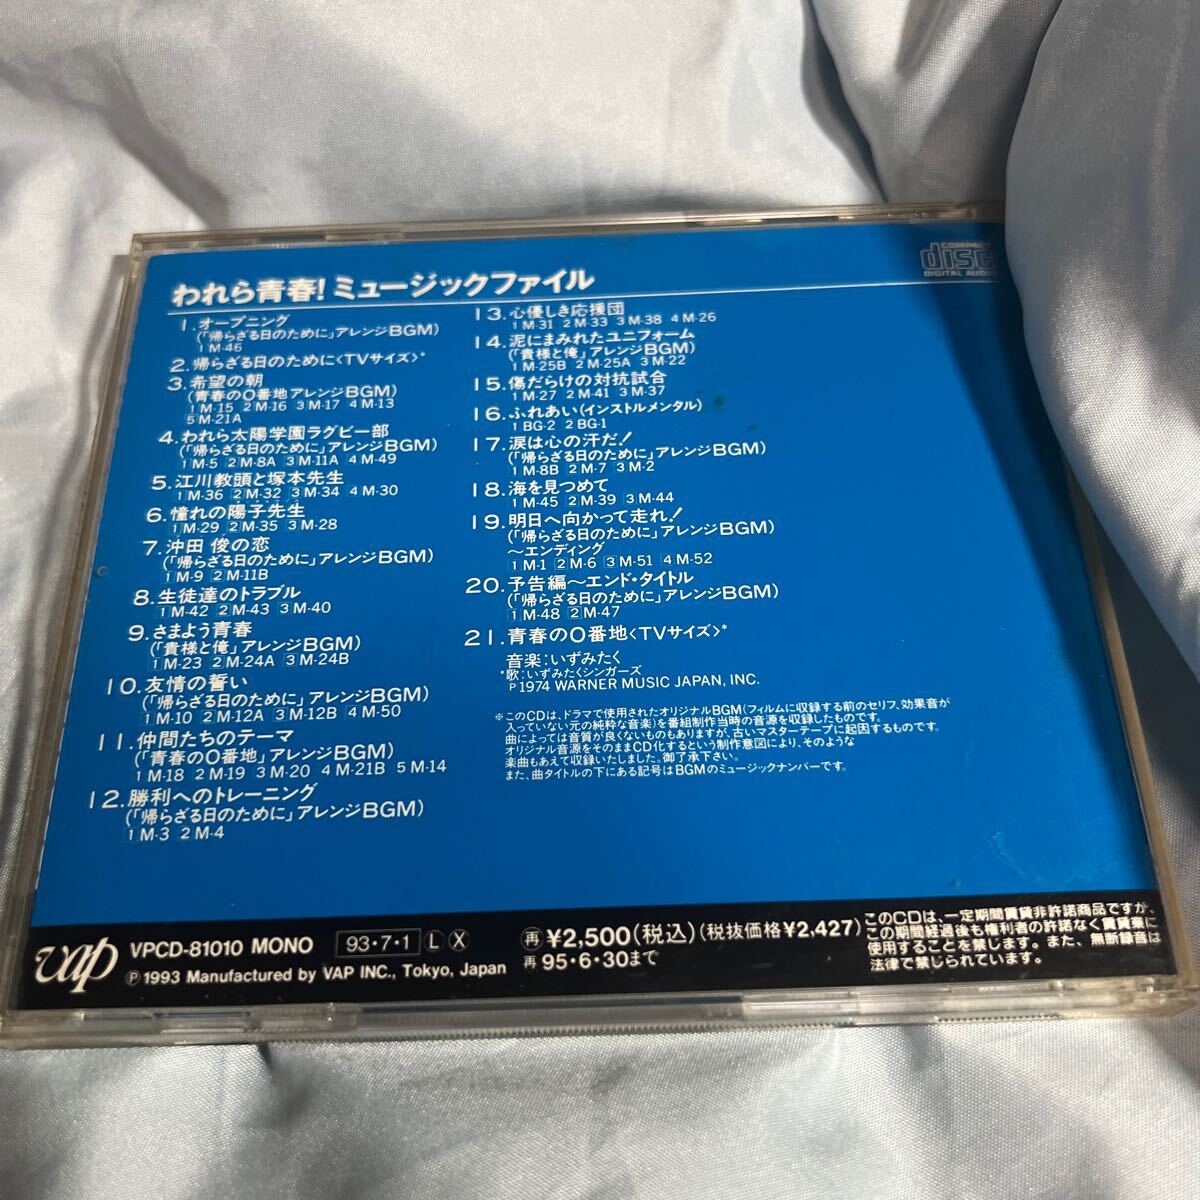 われら青春! ミュージックファイル
COMPACT
disc
DIGITAL AUDIO
1.オープニング
(「帰らざる日のために」アレンジBGM)
1 M-46
2.帰らざる日のために<TVサイズ>*
3.希望の朝
(青春の0番地アレンジBGM)
1 M-15 2 M-16 3 M-17 4 M-13
5 M-21A
4.われら太陽学園ラグビー部
(「帰らざる日のために」アレンジBGM)
1 M-5 2 M-8A 3 M-11A 4 M-49
5.江川教頭と塚本先生
1 M-36 2 M-32 3 M-34 4 M-30
6.憧れの陽子先生
1 M-29 2 M-35 3 M-28
7.沖田 俊の恋
(「帰らざる日のために」アレンジBGM)
1 M-9 2 M-11B
8.生徒達のトラブル
1 M-42 2 M-43 3 M-40
9.さまよう青春
(「貴様と俺」アレンジBGM)
1 M-23 2 M-24A 3 M-24B
10.友情の誓い
(「帰らざる日のために」アレンジBGM)
1 M-10 2 M-12A 3 M-12B 4 M-50
11.仲間たちのテーマ
(「青春の0番地」アレンジBGM)
1 M-18 2 M-19 3 M-20 4 M-21B 5 M-14
12.勝利へのトレーニング
(「帰らざる日のために」アレンジBGM)
1 M-3 2 M-4
13.心優しき応援団
1 M-31 2 M-33 3 M-38 4 M-26
14.泥にまみれたユニフォーム
(「貴様と俺」アレンジBGM)
1 M-25B 2 M-25A 3 M-22
15.傷だらけの対抗試合
1 M-27 2 M-41 3 M-37
16.ふれあい(インストルメンタル)
1 BG-2 2 BG-1
17.涙は心の汗だ!
(「帰らざる日のために」アレンジBGM)
1 M-8B 2 M-7 3 M-2
18.海を見つめて
1 M-45 2 M-39 3 M-44
19.明日へ向かって走れ!
(「帰らざる日のために」アレンジBGM)
〜エンディング
1 M-1 2 M-6 3 M-51 4 M-52
20.予告編〜エンド・タイトル
(「帰らざる日のために」アレンジBGM)
1 M-48 2 M-47
21.青春の0番地<TVサイズ>*
音楽:いずみたく
*歌:いずみたくシンガーズ
℗1974 WARNER MUSIC JAPAN, INC.
※このCDは、ドラマで使用されたオリジナルBGM(フィルムに収録する前のセリフ、効果音が
入っていない元の純粋な音楽)を番組制作当時の音源を収録したものです。
曲によっては音質が良くないものもありますが、古いマスターテープに起因するものです。
オリジナル音源をそのままCD化するという制作意図により、そのような
楽曲もあえて収録いたしました。御了承下さい。
また、曲タイトルの下にある記号はBGMのミュージックナンバーです。
vap
VPCD-81010 MONO 93・7・1 L X
℗1993 Manufactured by VAP INC., Tokyo, Japan
再 ¥2,500(税込)(税抜価格¥2,427)
再 95・6・30まで
このCDは、一定期間賃貸非許諾商品ですが、
この期間経過後も権利者の許諾なく賃貸業に
使用することを禁じます。また、無断録音は
法律で禁じられています。